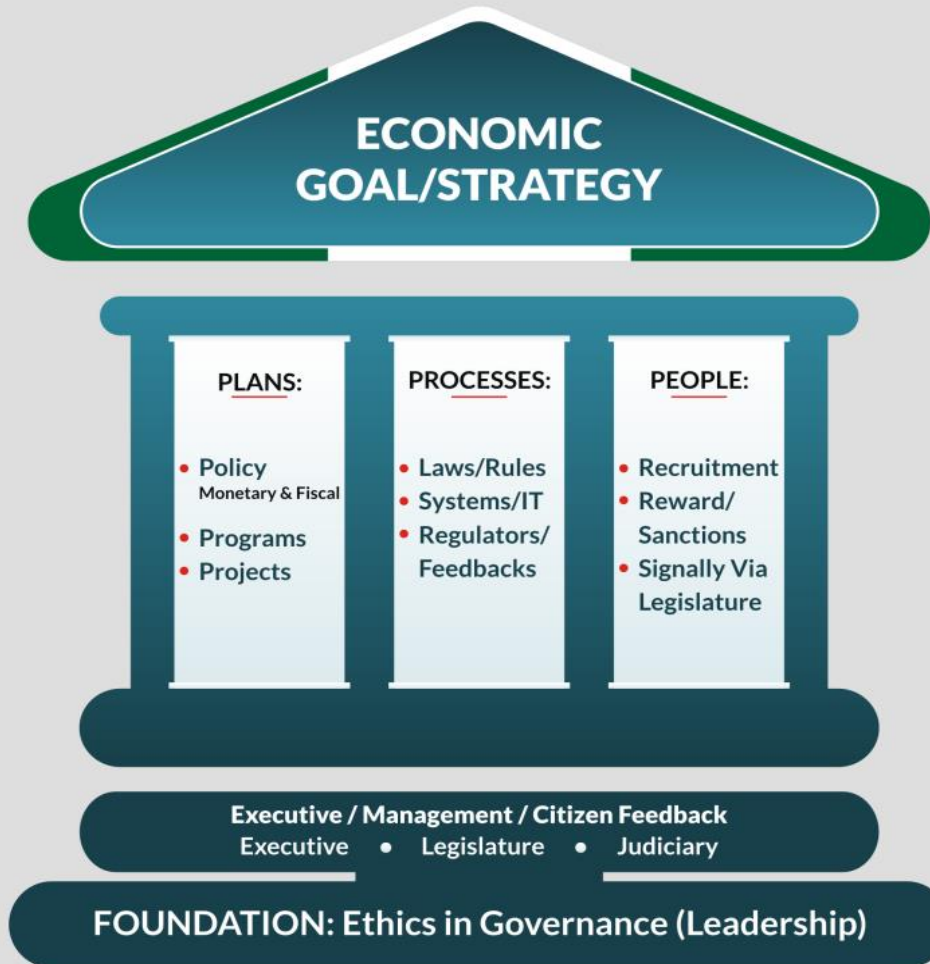 ECONOMIC
GOAL/STRATEGY
PLANS:
• Policy
Monetary & Fiscal
• Programs
• Projects
PROCESSES:
• Laws/Rules
• Systems/IT
• Regulators/
Feedbacks
PEOPLE:
• Recruitment
• Reward/
Sanctions
• Signally Via
Legislature
Executive / Management / Citizen Feedback
Executive • Legislature • Judiciary
FOUNDATION: Ethics in Governance (Leadership)